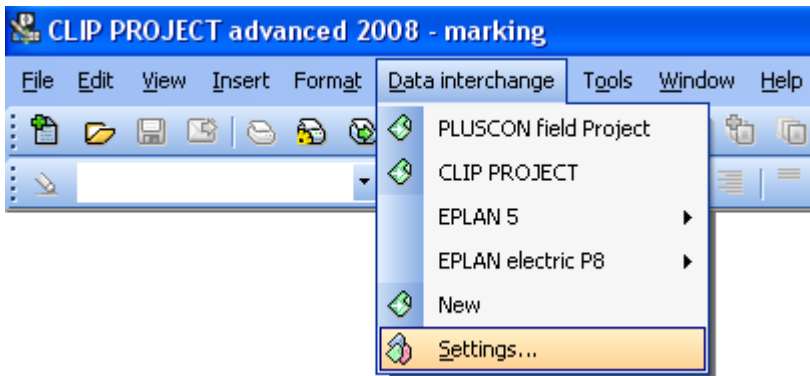 CLIP PROJECT advanced 2008 - marking
File Edit View Insert Format Data interchange Tools Window Help
PLUSCON field Project
CLIP PROJECT
EPLAN 5
EPLAN electric P8
New
Settings...